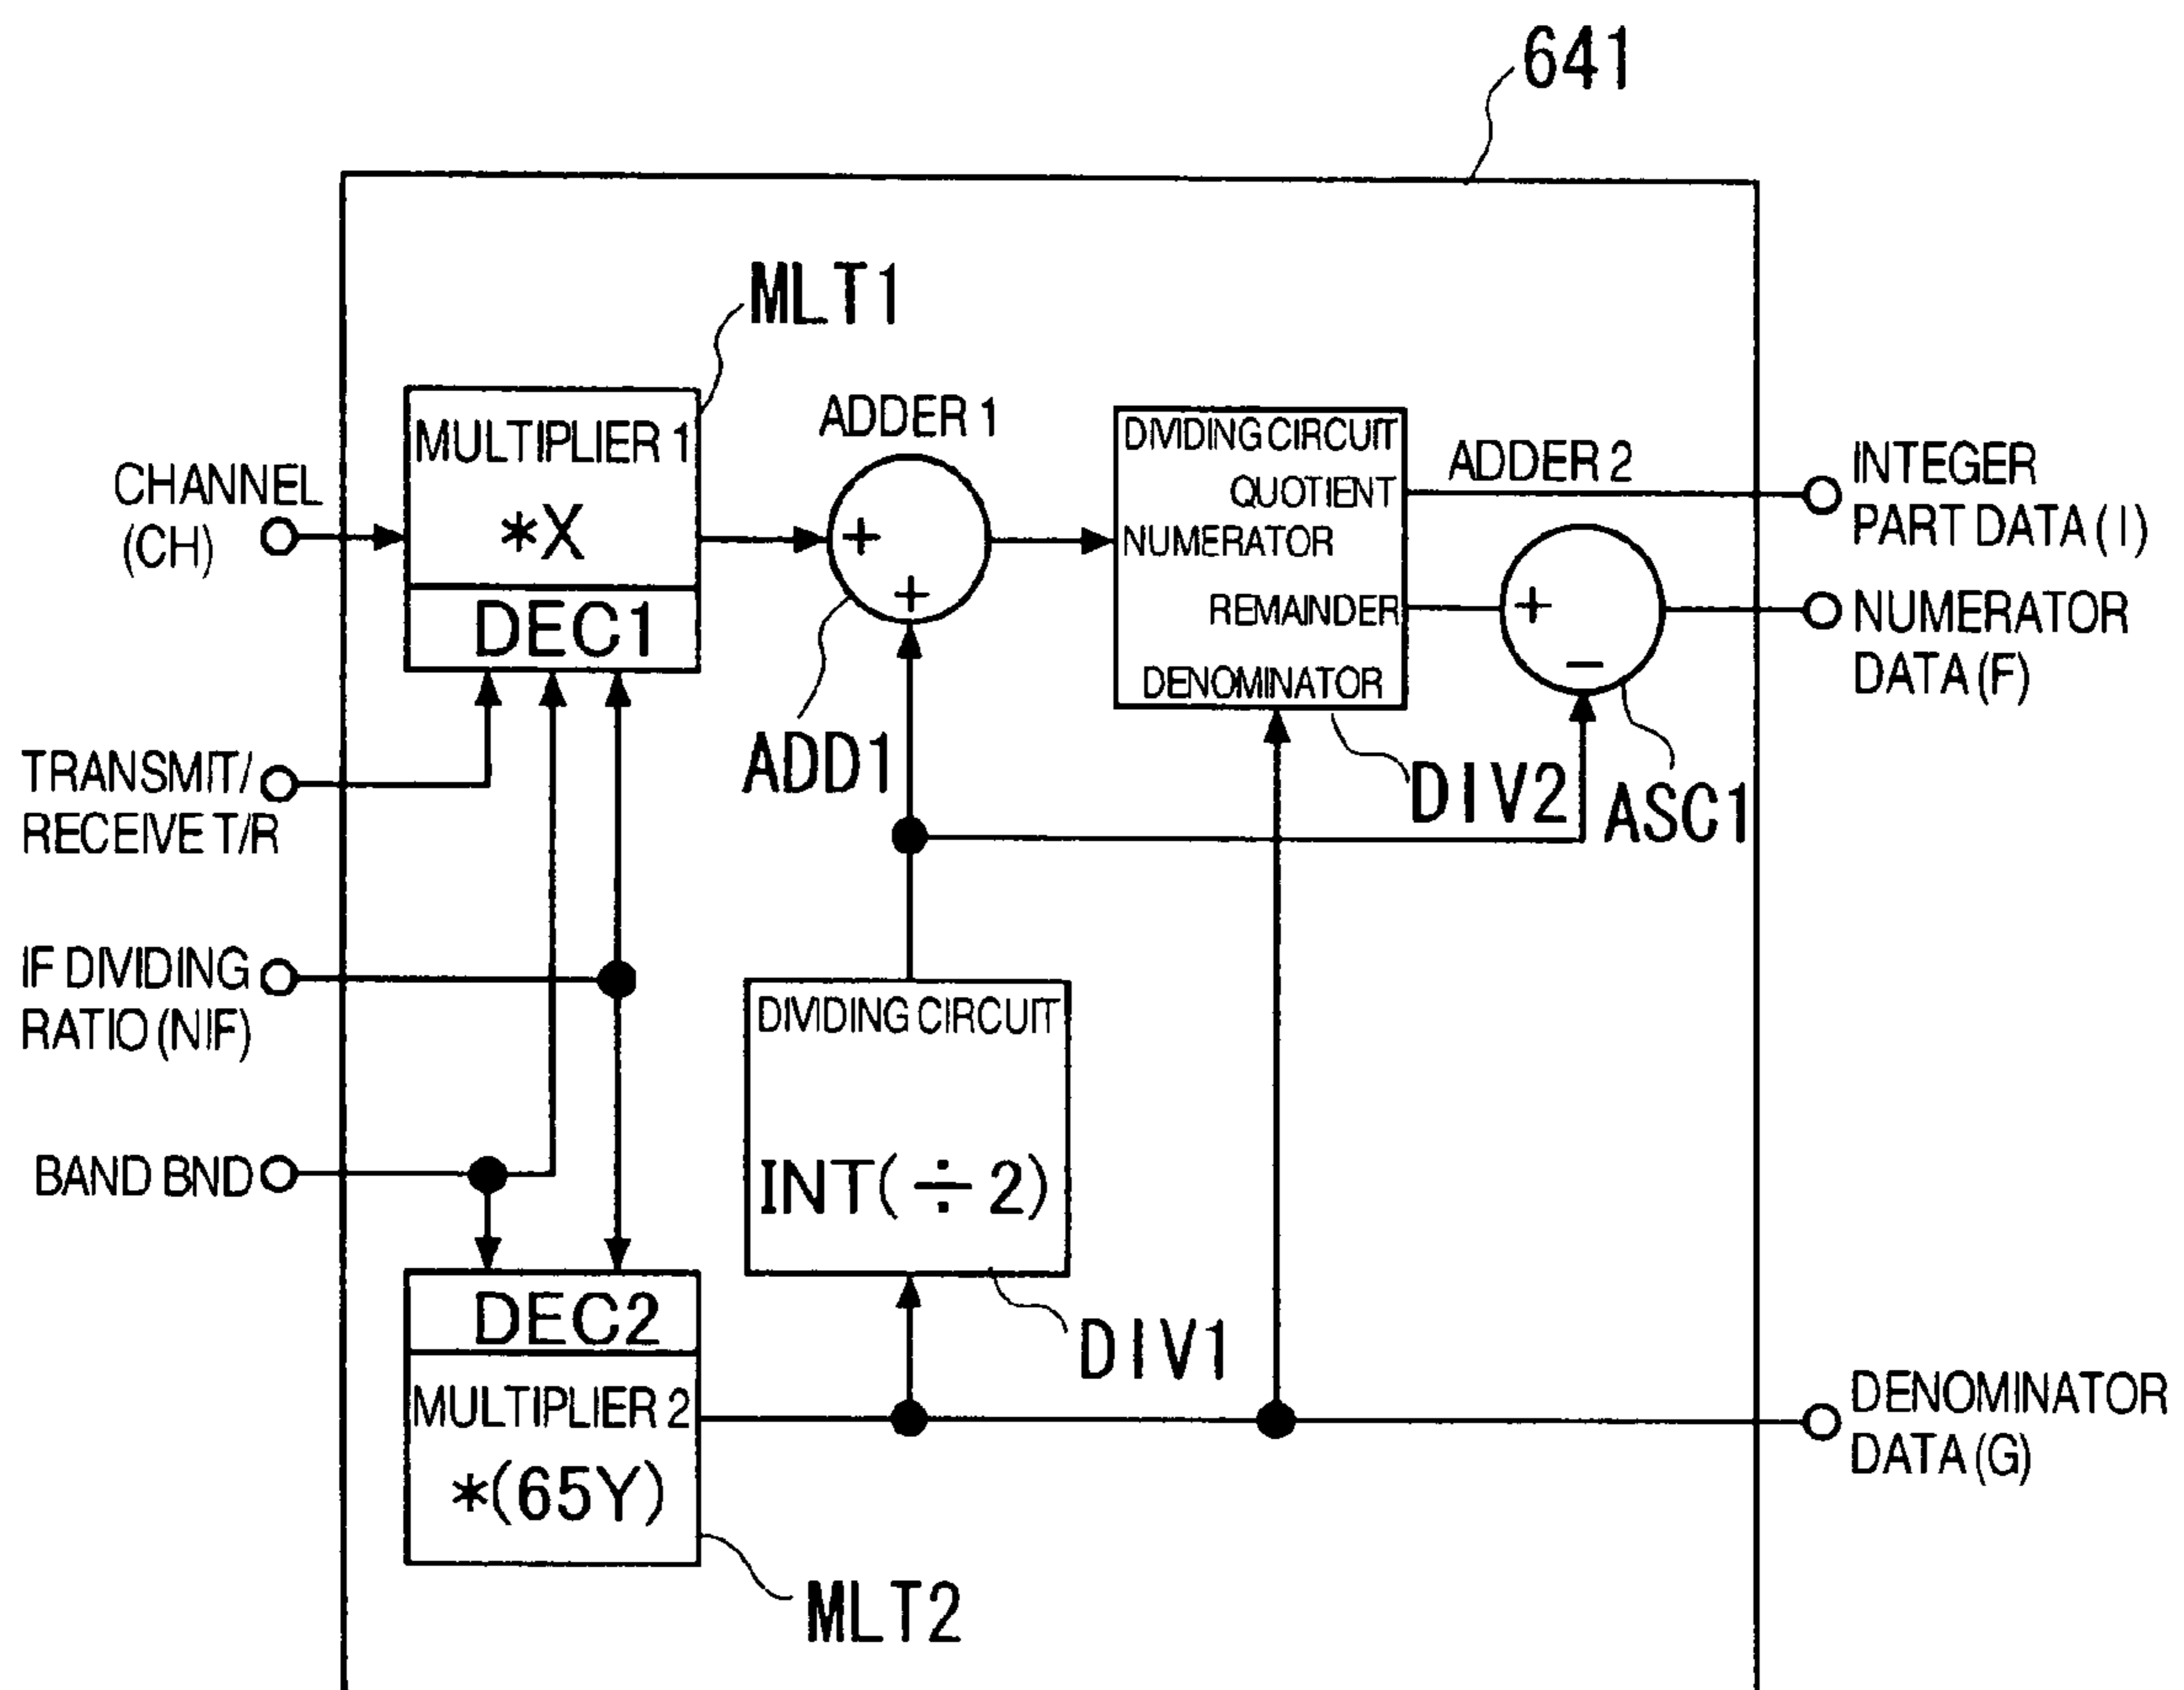 641
MLT1
MULTIPLIER 1
*X
DEC1
CHANNEL
(CH)
ADDER 1
+
+
ADD1
DIVIDING CIRCUIT
QUOTIENT
NUMERATOR
REMAINDER
DENOMINATOR
DIV2
ADDER 2
+
−
ASC1
INTEGER
PART DATA (I)
NUMERATOR
DATA (F)
TRANSMIT/
RECEIVE T/R
IF DIVIDING
RATIO (NIF)
BAND BND
DIVIDING CIRCUIT
INT(÷2)
DIV1
DEC2
MULTIPLIER 2
*(65Y)
MLT2
DENOMINATOR
DATA (G)